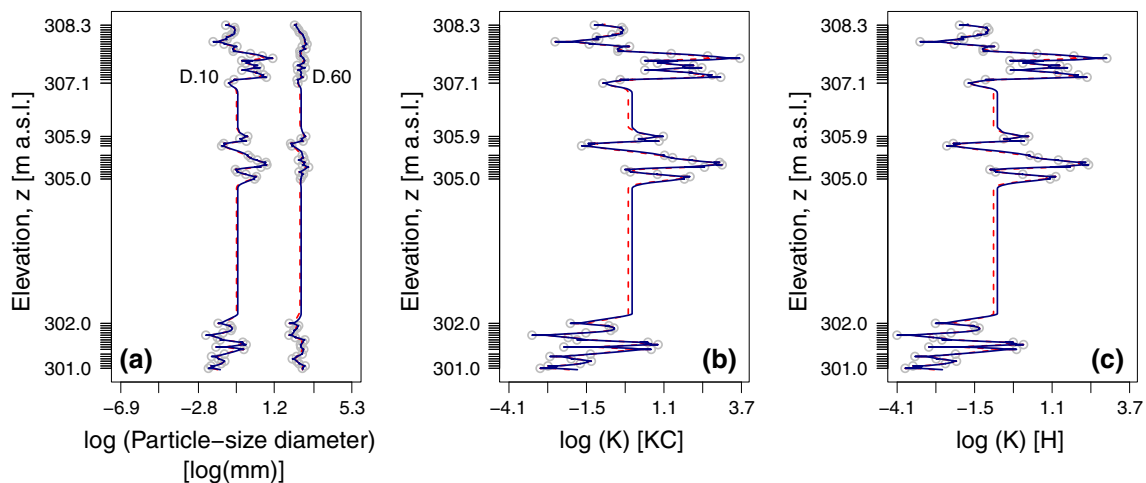 308.3
307.1
305.9
305.0
302.0
301.0
Elevation, z [m a.s.l.]
D.10
D.60
(a)
−6.9 −2.8 1.2 5.3
log (Particle−size diameter)
[log(mm)]
308.3
307.1
305.9
305.0
302.0
301.0
Elevation, z [m a.s.l.]
(b)
−4.1 −1.5 1.1 3.7
log (K) [KC]
308.3
307.1
305.9
305.0
302.0
301.0
Elevation, z [m a.s.l.]
(c)
−4.1 −1.5 1.1 3.7
log (K) [H]